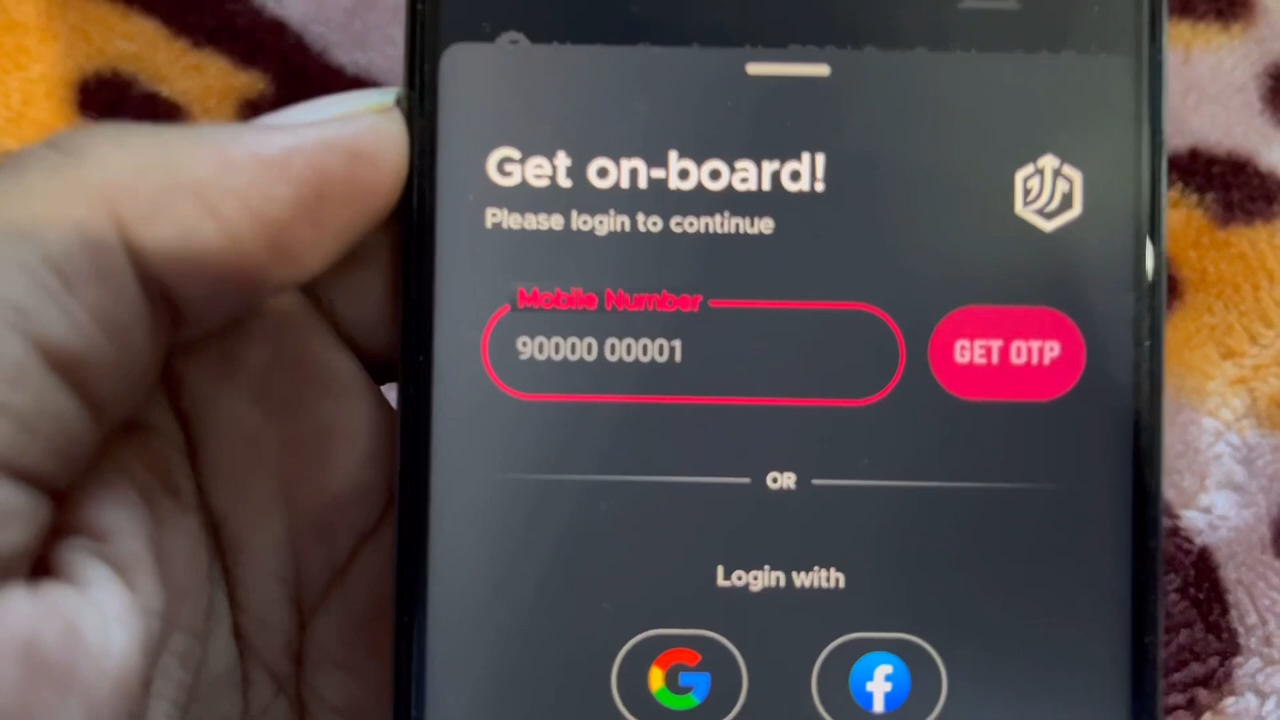 Get on-board!
Please login to continue
Mobile Number
90000 00001
GET OTP
OR
Login with